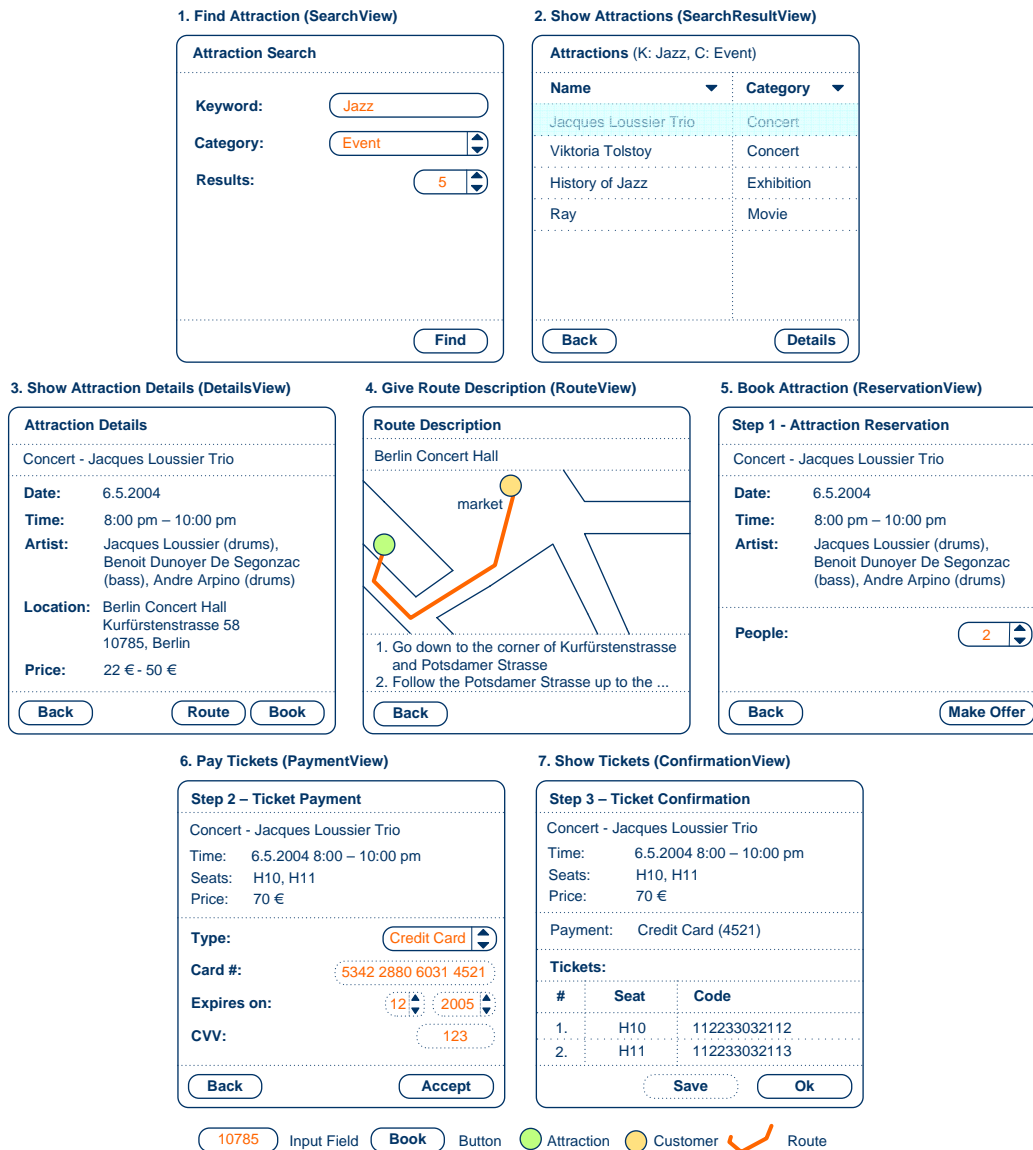 1. Find Attraction (SearchView)
Attraction Search
Keyword: Jazz
Category: Event
Results: 5
Find
2. Show Attractions (SearchResultView)
Attractions (K: Jazz, C: Event)
Name Category
Jacques Loussier Trio Concert
Viktoria Tolstoy Concert
History of Jazz Exhibition
Ray Movie
Back Details
3. Show Attraction Details (DetailsView)
Attraction Details
Concert - Jacques Loussier Trio
Date: 6.5.2004
Time: 8:00 pm – 10:00 pm
Artist: Jacques Loussier (drums),
Benoit Dunoyer De Segonzac
(bass), Andre Arpino (drums)
Location: Berlin Concert Hall
Kurfürstenstrasse 58
10785, Berlin
Price: 22 € - 50 €
Back Route Book
4. Give Route Description (RouteView)
Route Description
Berlin Concert Hall
market
1. Go down to the corner of Kurfürstenstrasse
and Potsdamer Strasse
2. Follow the Potsdamer Strasse up to the ...
Back
5. Book Attraction (ReservationView)
Step 1 - Attraction Reservation
Concert - Jacques Loussier Trio
Date: 6.5.2004
Time: 8:00 pm – 10:00 pm
Artist: Jacques Loussier (drums),
Benoit Dunoyer De Segonzac
(bass), Andre Arpino (drums)
People: 2
Back Make Offer
6. Pay Tickets (PaymentView)
Step 2 – Ticket Payment
Concert - Jacques Loussier Trio
Time: 6.5.2004 8:00 – 10:00 pm
Seats: H10, H11
Price: 70 €
Type: Credit Card
Card #: 5342 2880 6031 4521
Expires on: 12 2005
CVV: 123
Back Accept
7. Show Tickets (ConfirmationView)
Step 3 – Ticket Confirmation
Concert - Jacques Loussier Trio
Time: 6.5.2004 8:00 – 10:00 pm
Seats: H10, H11
Price: 70 €
Payment: Credit Card (4521)
Tickets:
# Seat Code
1. H10 112233032112
2. H11 112233032113
Save Ok
10785 Input Field Book Button Attraction Customer Route